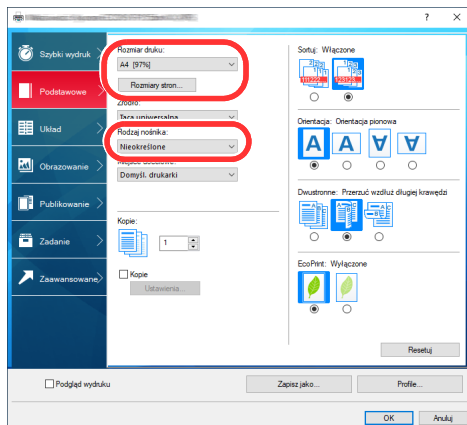 ? X
Szybki wydruk
Podstawowe
Układ
Obrazowanie
Publikowanie
Zadanie
Zaawansowane
Rozmiar druku:
A4 [97%]
Rozmiary stron...
Źródło:
Taca uniwersalna
Rodzaj nośnika:
Nieokreślone
Domyśl. drukarki
Kopie:
1
Kopie
Ustawienia...
Sortuj: Włączone
111222
123123
Orientacja: Orientacja pionowa
A A A A
Dwustronne: Przerzuć wzdłuż długiej krawędzi
EcoPrint: Wyłączone
Resetuj
Podgląd wydruku
Zapisz jako...
Profile...
OK
Anuluj